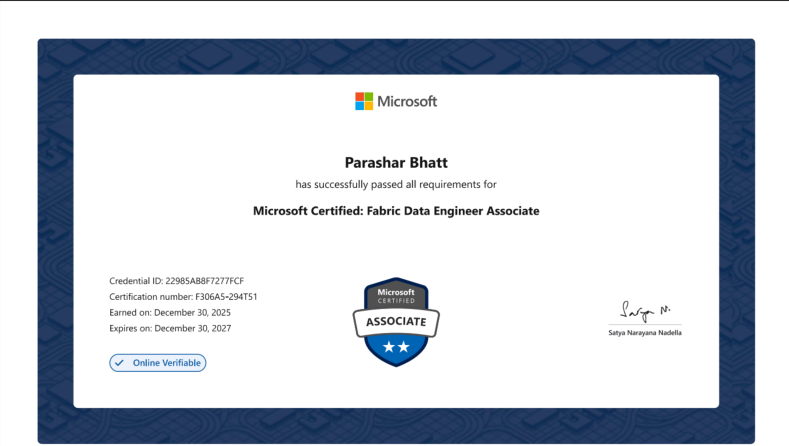 Microsoft
Parashar Bhatt
has successfully passed all requirements for
Microsoft Certified: Fabric Data Engineer Associate
Credential ID: 22985AB8F7277FCF
Certification number: F306A5-294T51
Earned on: December 30, 2025
Expires on: December 30, 2027
Online Verifiable
Microsoft
CERTIFIED
ASSOCIATE
Satya N.
Satya Narayana Nadella